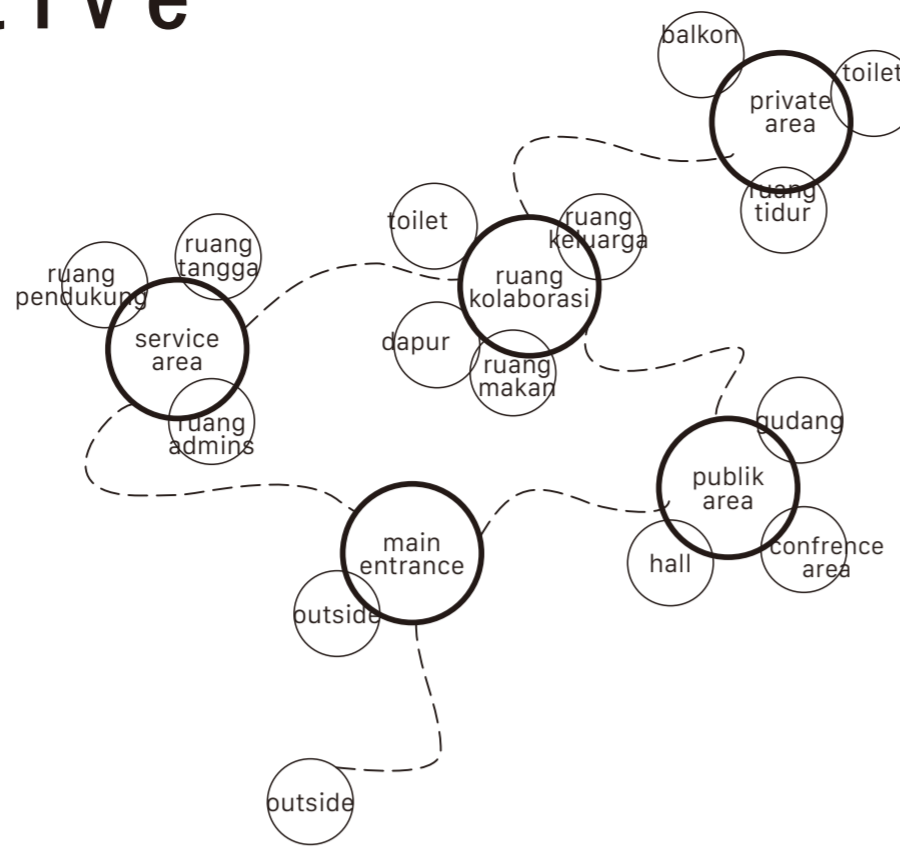 balkon
toilet
private
area
ruang
tidur
toilet
ruang
keluarga
ruang
kolaborasi
dapur
ruang
makan
ruang
tangga
ruang
pendukung
service
area
ruang
admins
gudang
publik
area
confrence
area
hall
main
entrance
outside
outside